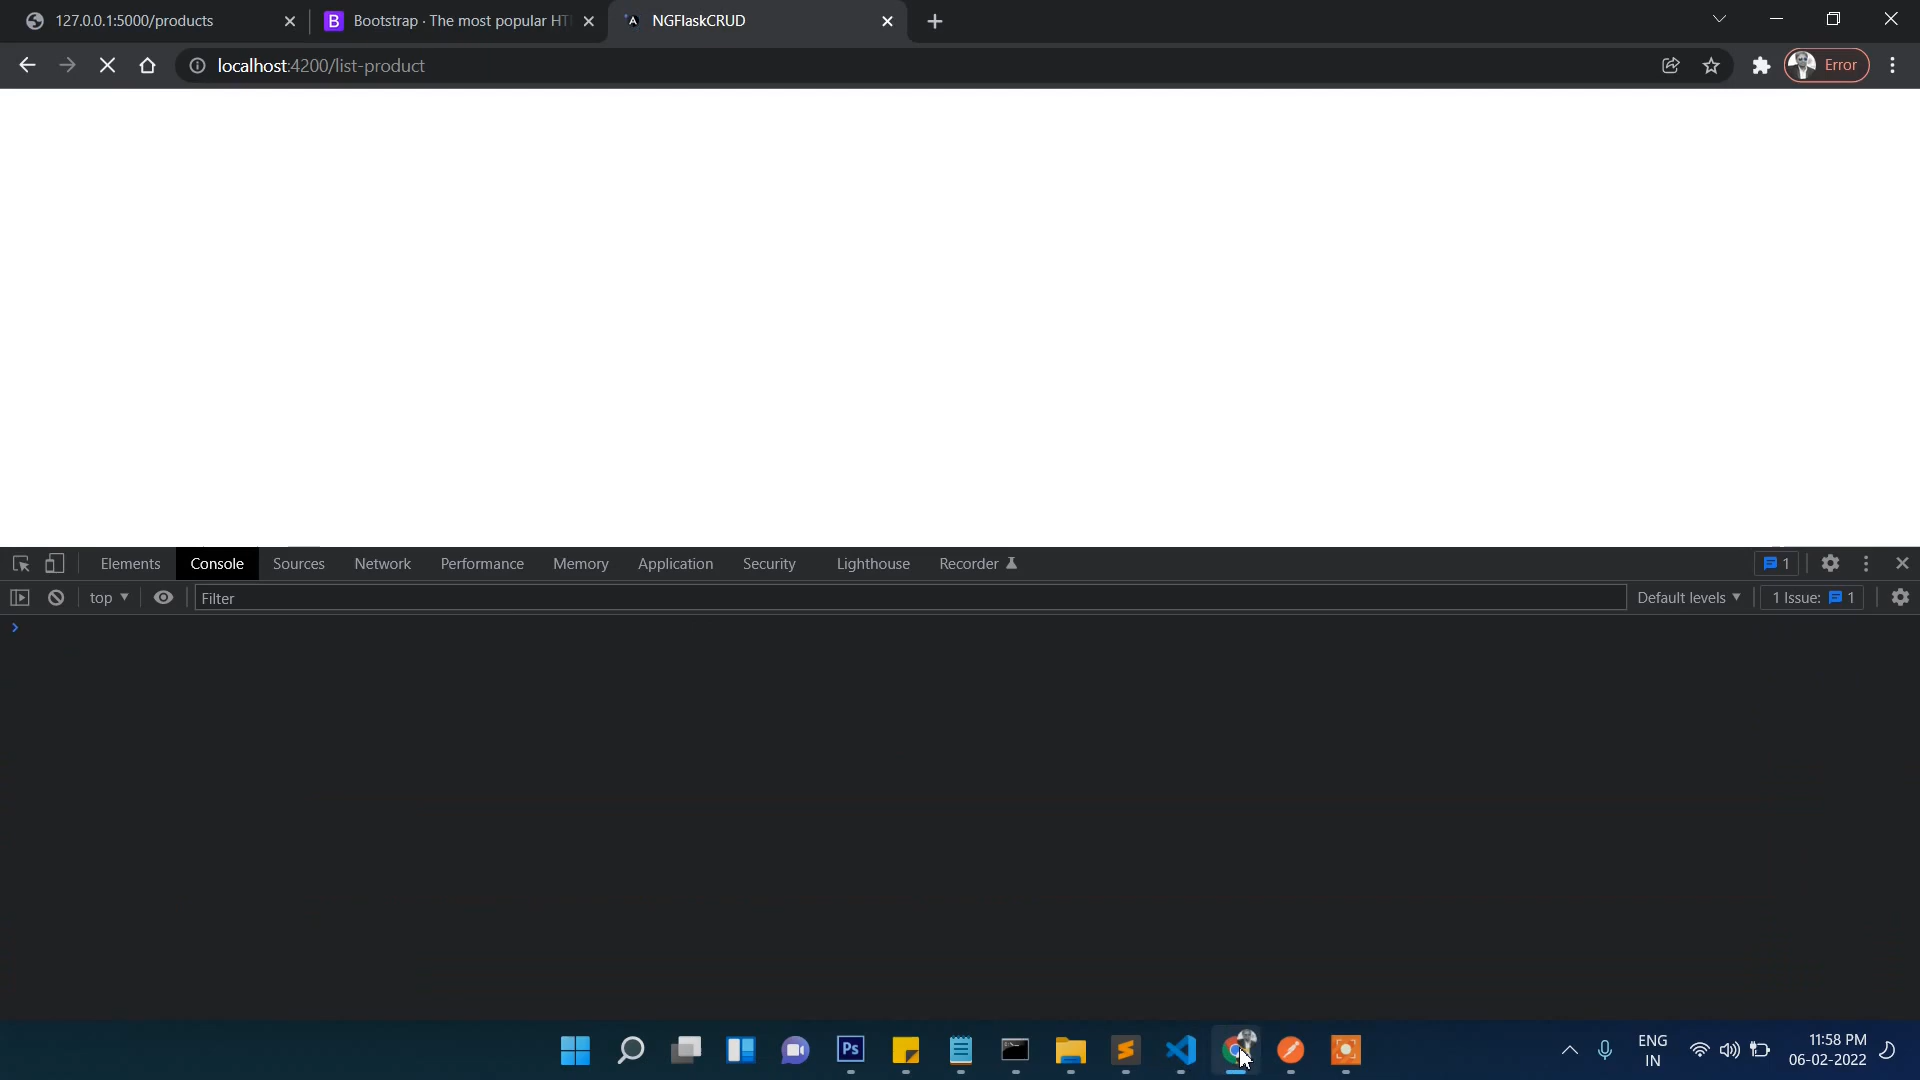 127.0.0.1:5000/products
Bootstrap · The most popular HT
NGFlaskCRUD
localhost:4200/list-product
Error
Elements Console Sources Network Performance Memory Application Security Lighthouse Recorder 1
top Filter Default levels 1 Issue: 1
Ps
ENG
IN
11:58 PM
06-02-2022